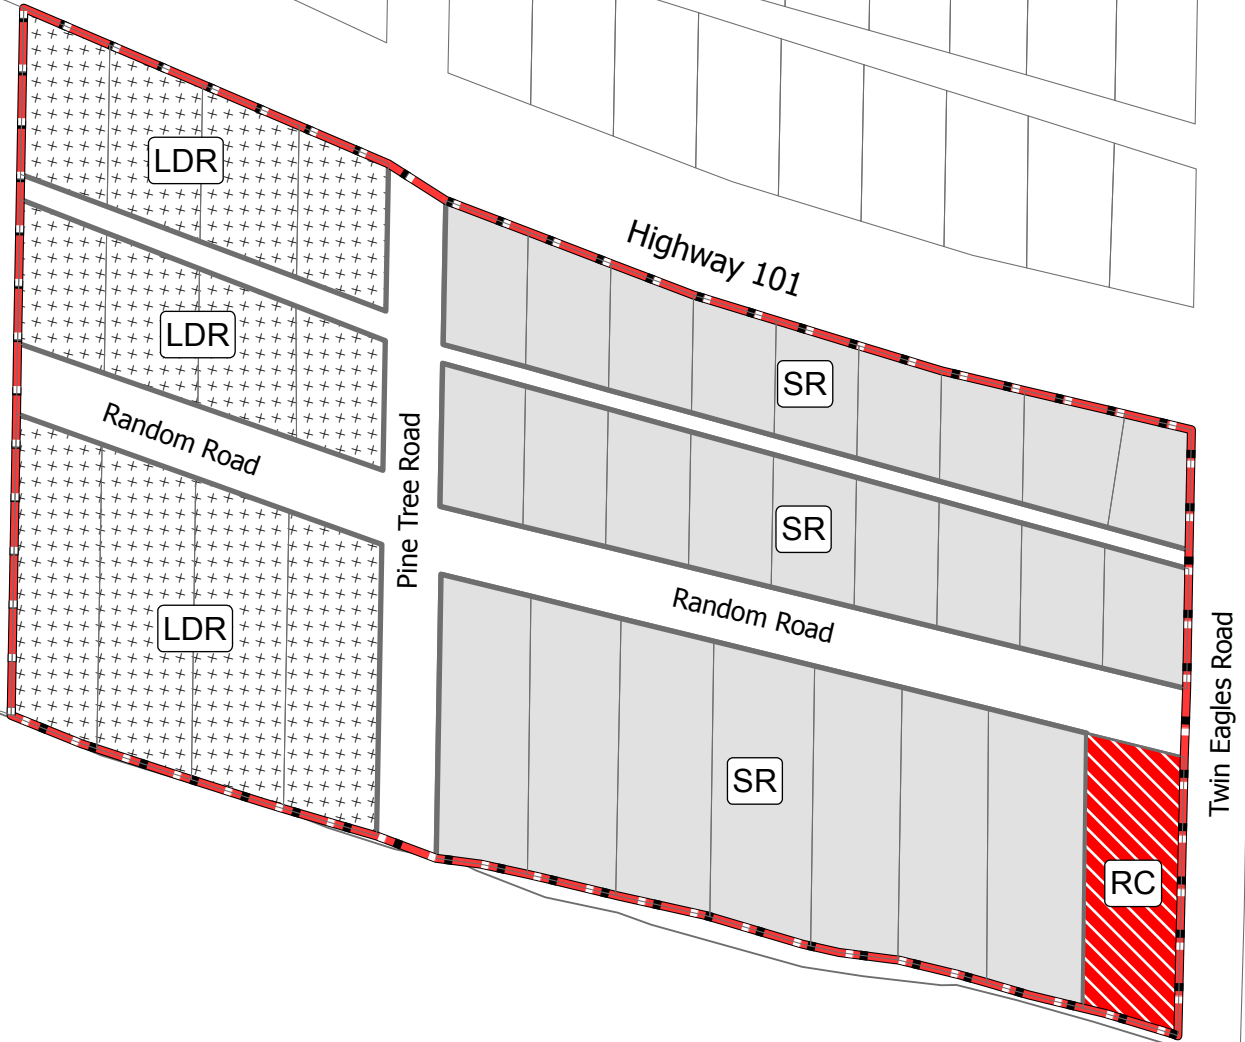 LDR
Highway 101
LDR
SR
Random Road
Pine Tree Road
SR
LDR
Random Road
Twin Eagles Road
SR
RC